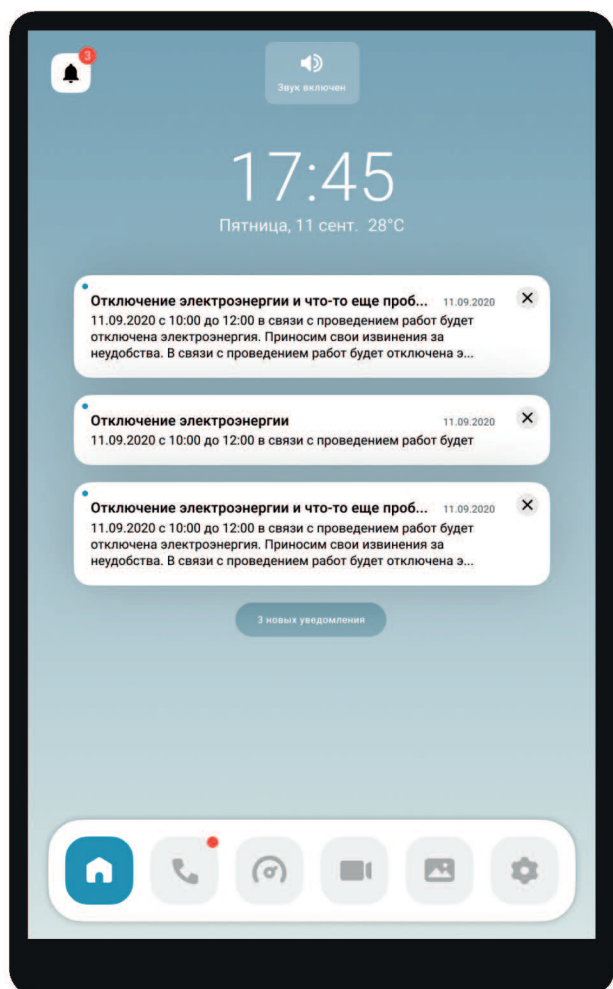 3
Звук включен
17:45
Пятница, 11 сент. 28°C
Отключение электроэнергии и что-то еще проб... 11.09.2020
11.09.2020 с 10:00 до 12:00 в связи с проведением работ будет
отключена электроэнергия. Приносим свои извинения за
неудобства. В связи с проведением работ будет отключена э...
Отключение электроэнергии 11.09.2020
11.09.2020 с 10:00 до 12:00 в связи с проведением работ будет
Отключение электроэнергии и что-то еще проб... 11.09.2020
11.09.2020 с 10:00 до 12:00 в связи с проведением работ будет
отключена электроэнергия. Приносим свои извинения за
неудобства. В связи с проведением работ будет отключена э...
3 новых уведомления